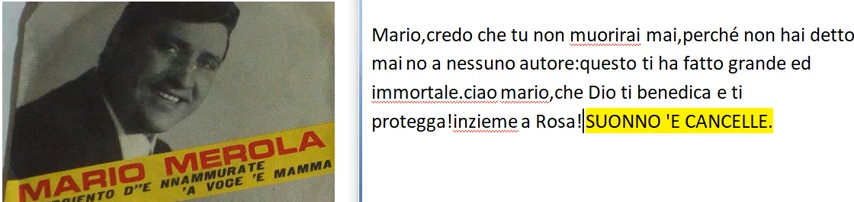 MARIO MEROLA
D''E NNAMMURATE
'A VOCE 'E MAMMA
Mario,credo che tu non muorirai mai,perché non hai detto
mai no a nessuno autore:questo ti ha fatto grande ed
immortale.ciao mario,che Dio ti benedica e ti
protegga!inzieme a Rosa!SUONNO 'E CANCELLE.